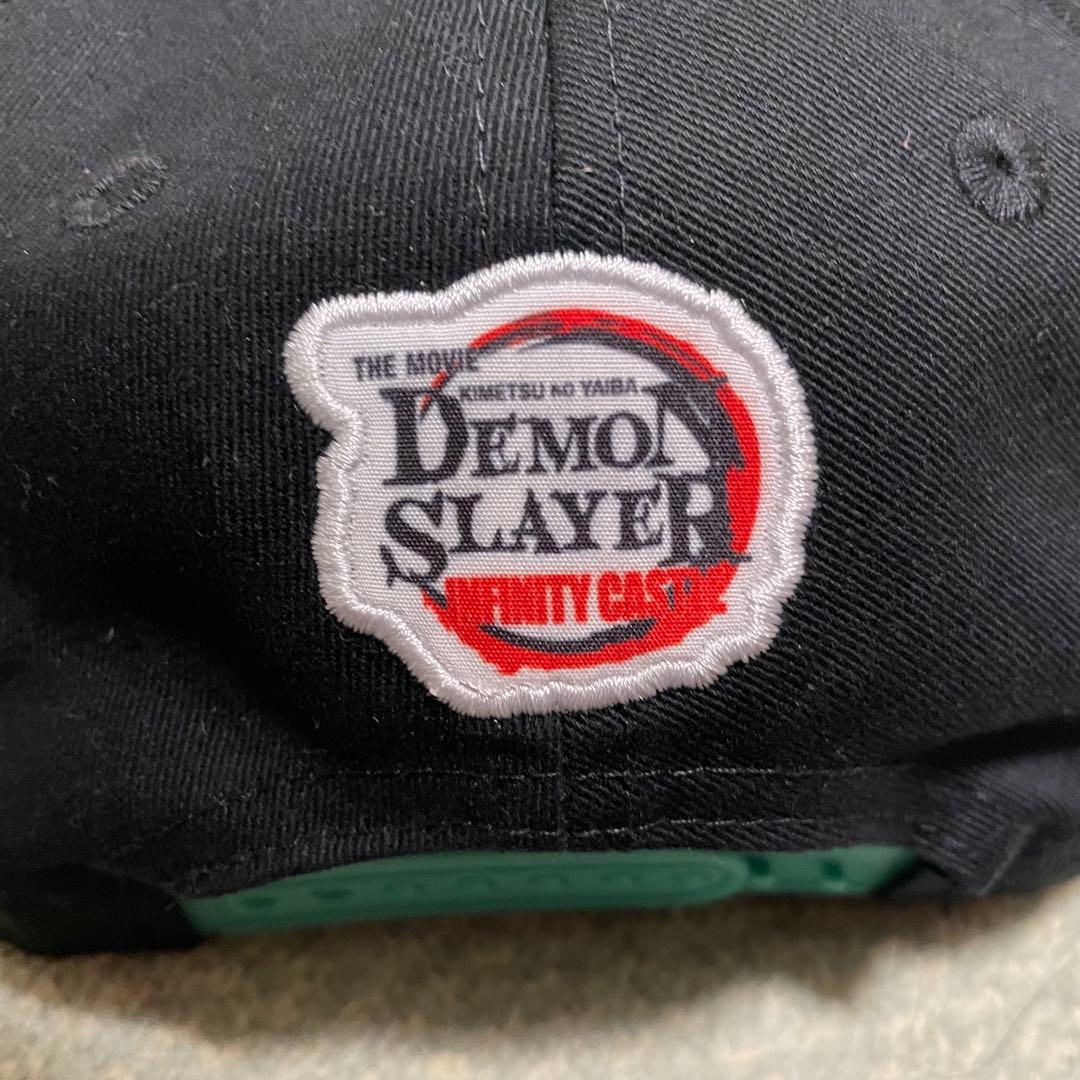 THE MOVIE
KIMETSU NO YAIBA
DEMON
SLAYER
INFINITY CASTLE